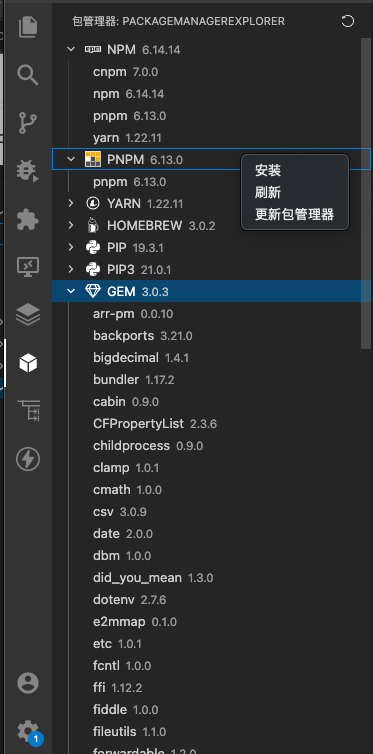 包管理器: PACKAGEMANAGEREXPLORER
NPM 6.14.14
cnpm 7.0.0
npm 6.14.14
pnpm 6.13.0
yarn 1.22.11
PNPM 6.13.0
安装
pnpm 6.13.0
刷新
YARN 1.22.11
更新包管理器
HOMEBREW 3.0.2
PIP 19.3.1
PIP3 21.0.1
GEM 3.0.3
arr-pm 0.0.10
backports 3.21.0
bigdecimal 1.4.1
bundler 1.17.2
cabin 0.9.0
CFPropertyList 2.3.6
childprocess 0.9.0
clamp 1.0.1
cmath 1.0.0
csv 3.0.9
date 2.0.0
dbm 1.0.0
did_you_mean 1.3.0
dotenv 2.7.6
e2mmap 0.1.0
etc 1.0.1
fcntl 1.0.0
ffi 1.12.2
fiddle 1.0.0
fileutils 1.1.0
forwardable 1.2.0
1